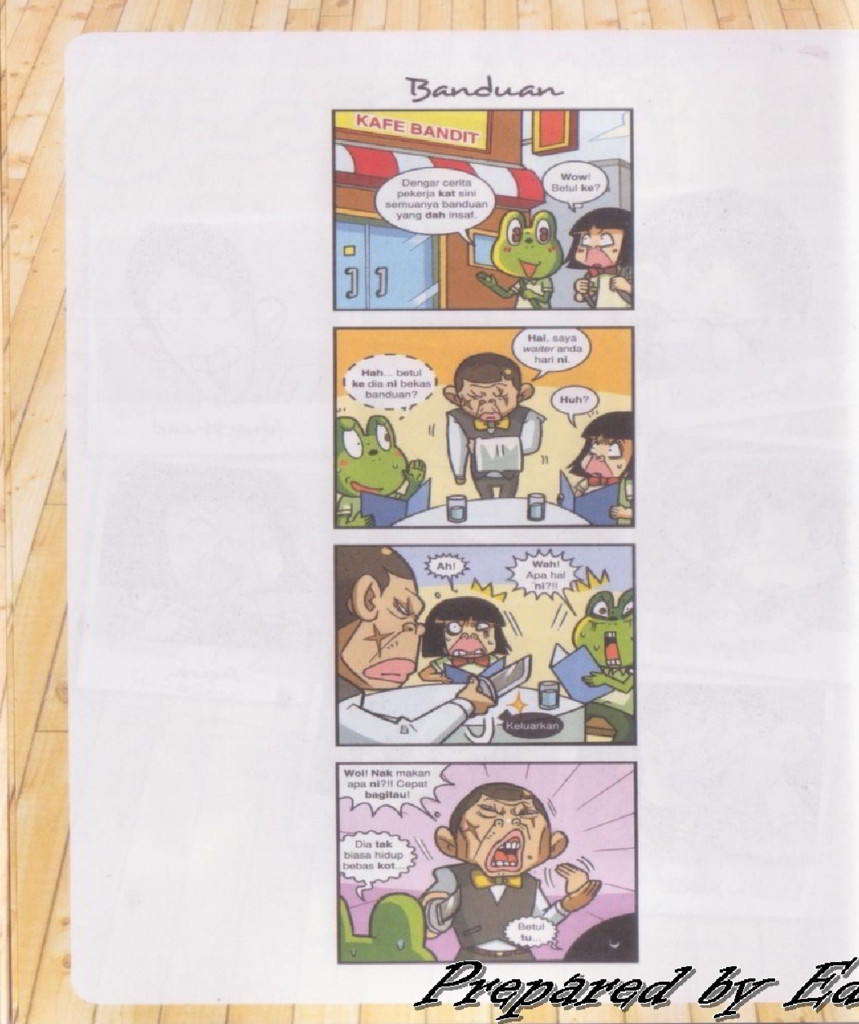 Banduan
KAFE BANDIT
Dengar cerita
pekerja kat sini
semuanya banduan
yang dah insaf.
Wow!
Betul ke?
Hai, saya
waiter anda
hari ni.
Hah... betul
ke dia ni bekas
banduan?
Huh?
Ah!
Wah!
Apa hal
ni?!!
Keluarkan
Woi! Nak makan
apa ni?!! Cepat
bagitau!
Dia tak
biasa hidup
bebas kot...
Betul
tu...
Prepared by Ed